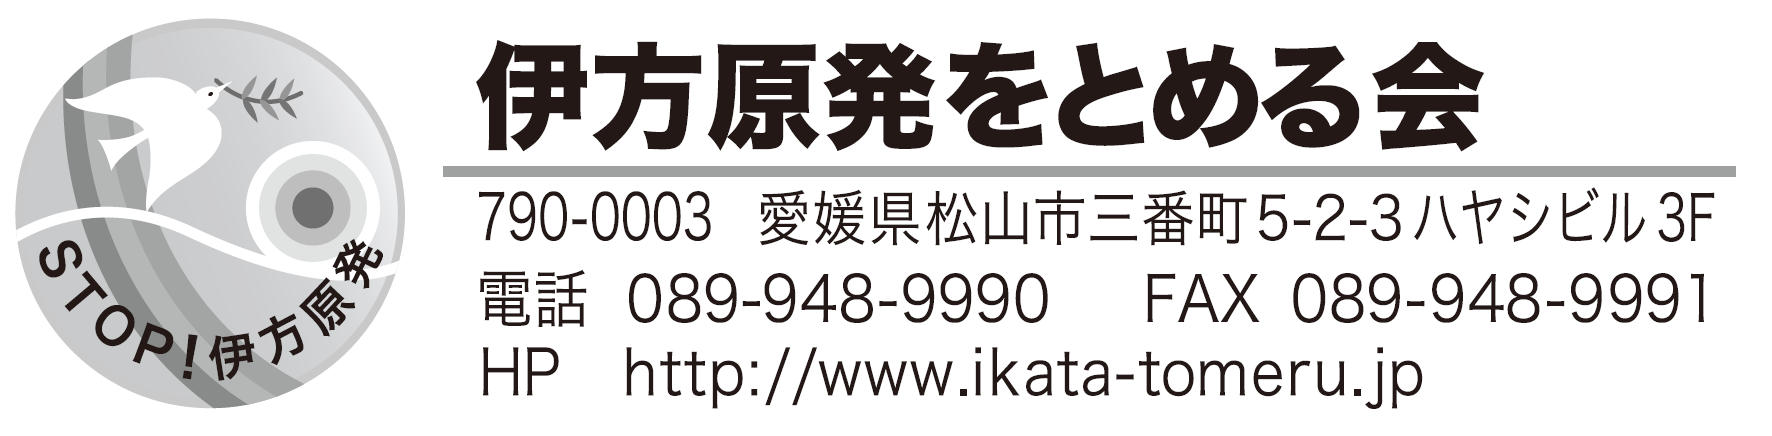 STOP!伊方原発
伊方原発をとめる会
790-0003 愛媛県松山市三番町5-2-3ハヤシビル3F
電話 089-948-9990 FAX 089-948-9991
HP http://www.ikata-tomeru.jp